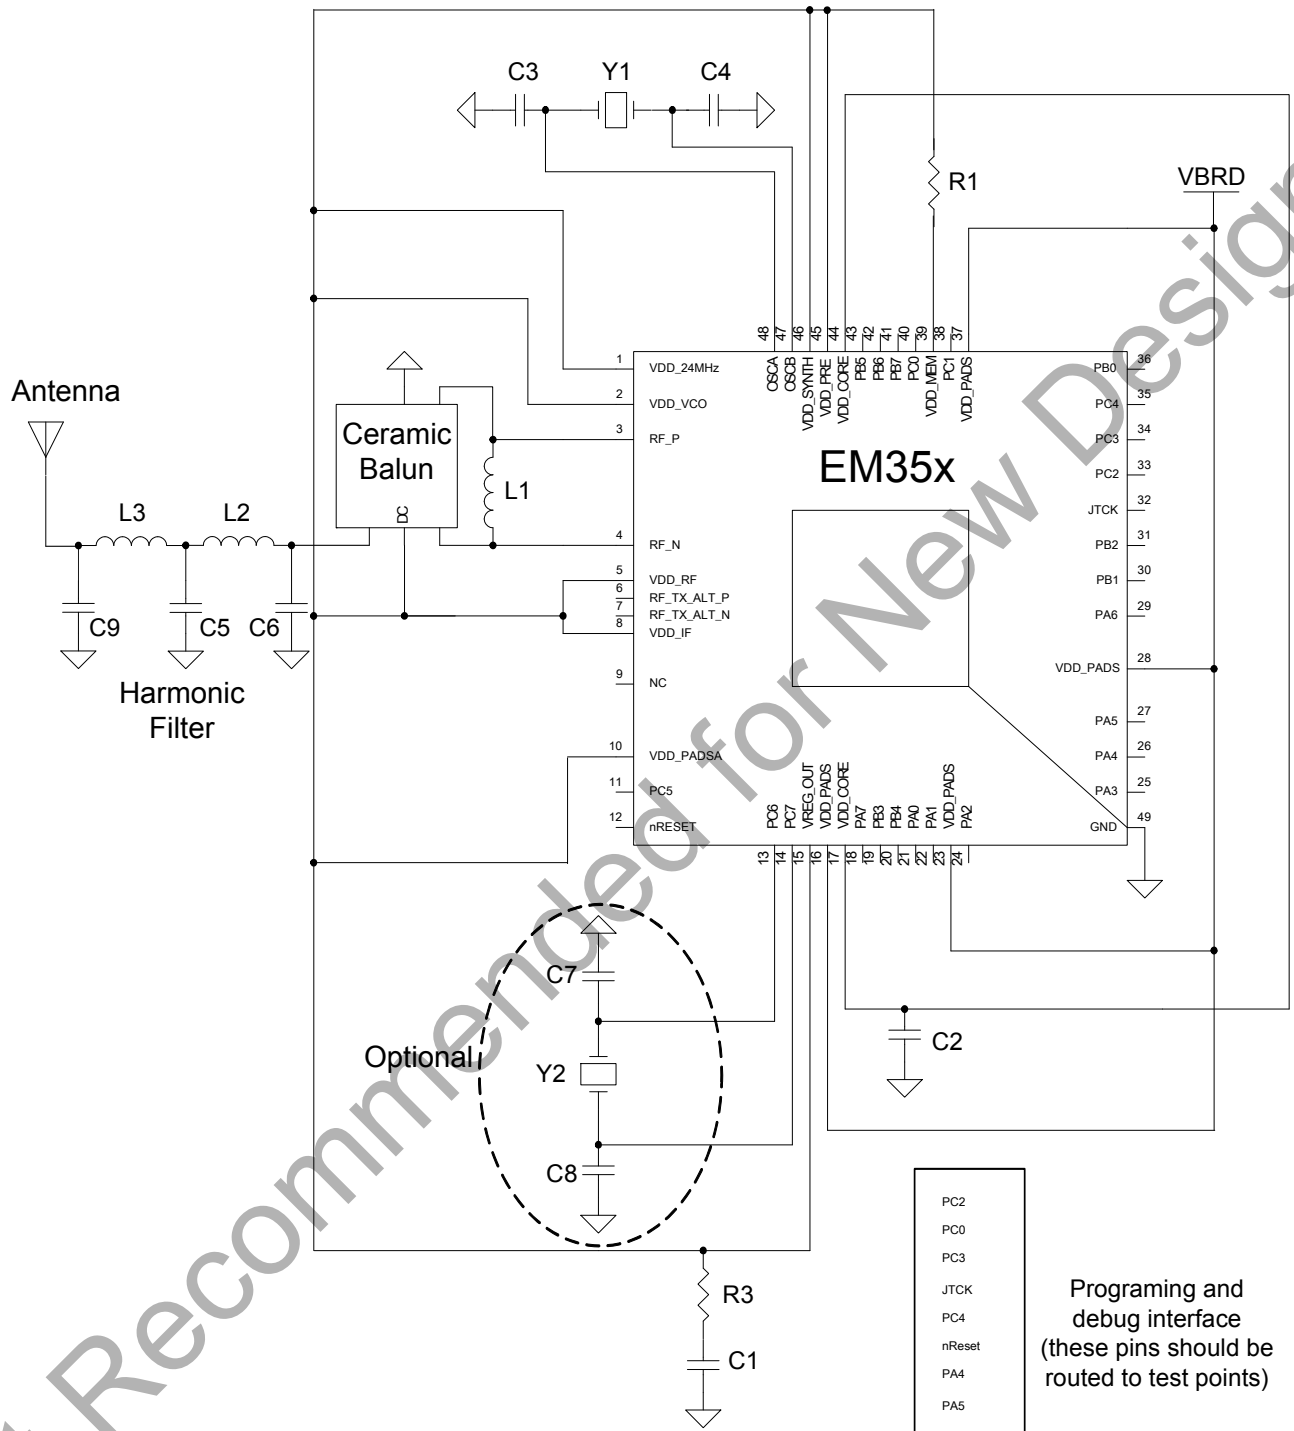 C3
Y1
C4
R1
VBRD
48
47
46
45
44
43
42
41
40
39
38
37
OSCA
OSCB
VDD_SYNTH
VDD_PRE
VDD_CORE
PB5
PB6
PB7
PC0
VDD_MEM
PC1
VDD_PADS
EM35x
Antenna
L3
L2
Ceramic
Balun
DC
L1
C9
C5
C6
Harmonic
Filter
1 VDD_24MHz
2 VDD_VCO
3 RF_P
4 RF_N
5 VDD_RF
6 RF_TX_ALT_P
7 RF_TX_ALT_N
8 VDD_IF
9 NC
10 VDD_PADSA
11 PC5
12 nRESET
PB0 36
PC4 35
PC3 34
PC2 33
JTCK 32
PB2 31
PB1 30
PA6 29
VDD_PADS 28
PA5 27
PA4 26
PA3 25
GND 49
PC6
PC7
VREG_OUT
VDD_PADS
VDD_CORE
PA7
PB3
PB4
PA0
PA1
VDD_PADS
PA2
13
14
15
16
17
18
19
20
21
22
23
24
C7
Optional
Y2
C8
C2
R3
C1
PC2
PC0
PC3
JTCK
PC4
nReset
PA4
PA5
Programing and
debug interface
(these pins should be
routed to test points)
Recommended for New Design